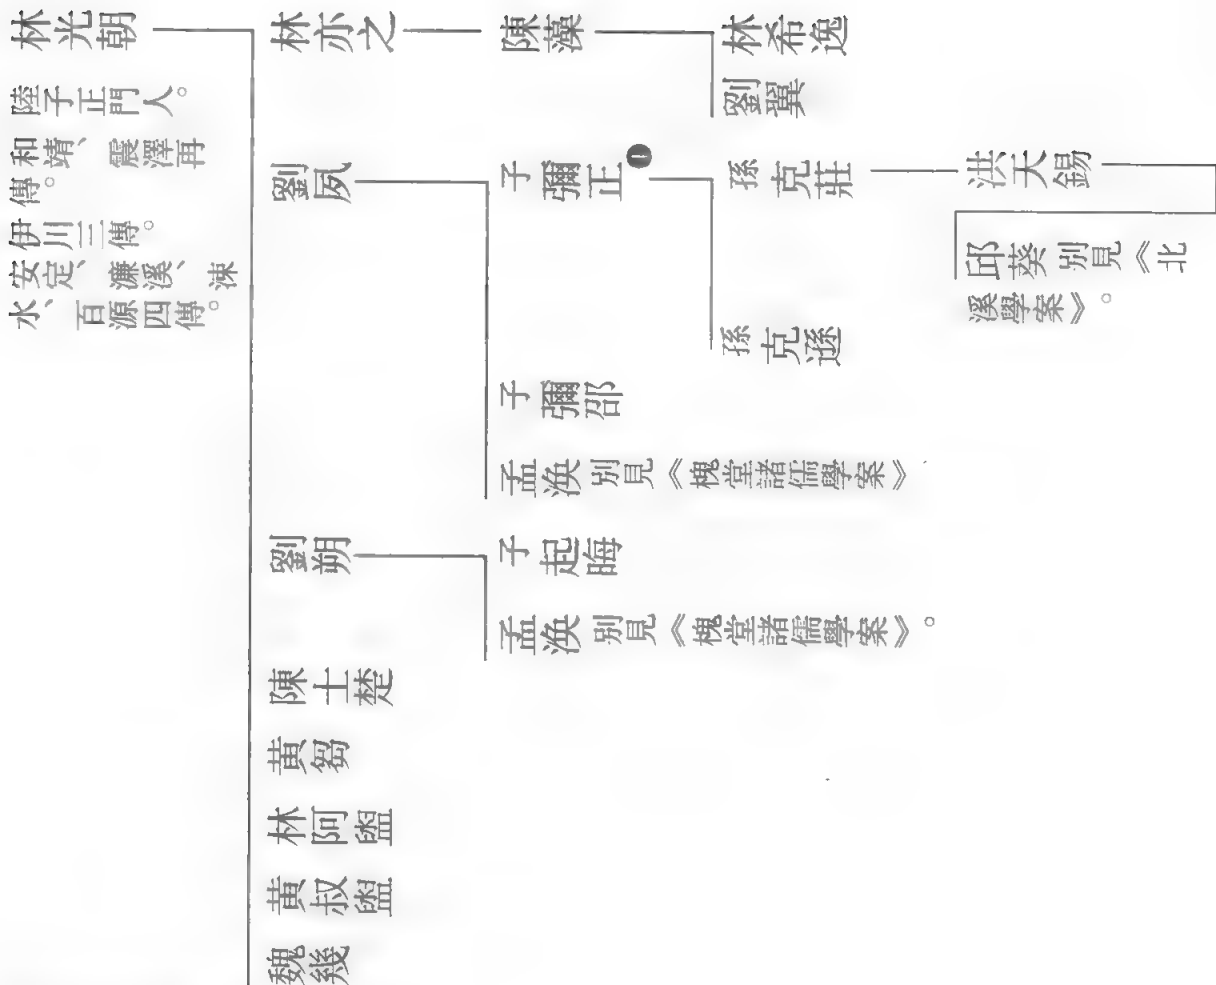 林光朝
陸子正門人。
和靖、震澤再
傳。
伊川三傳。
安定、濂溪、涑
水、百源四傳。
林亦之
陳藻
林希逸
劉翼
劉夙
子彌正❶
孫克莊
洪天錫
邱葵別見《北
溪學案》。
孫克遜
子彌邵
孟渙別見《槐堂諸儒學案》
劉朔
子起晦
孟渙別見《槐堂諸儒學案》。
陳士楚
黃芻
林阿盥
黃叔盥
魏幾